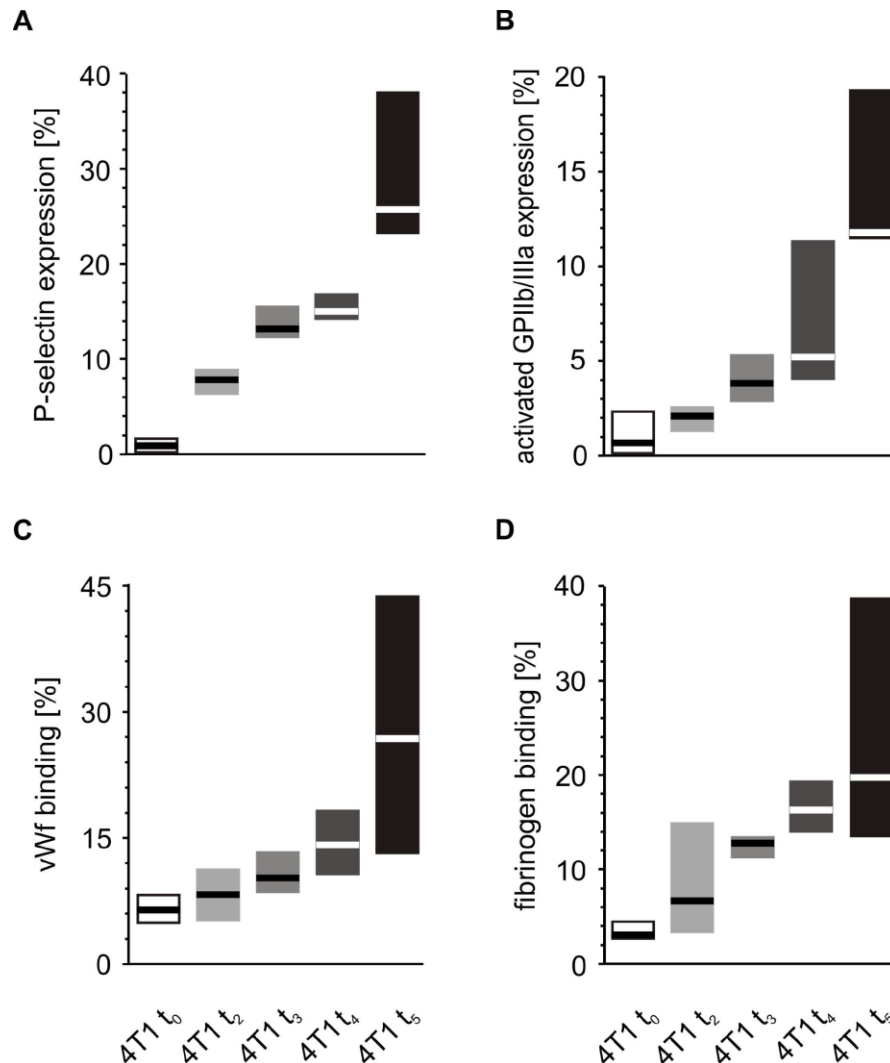 A
P-selectin expression [%]
40
30
20
10
0
B
activated GPIIb/IIIa expression [%]
20
15
10
5
0
C
vWf binding [%]
45
30
15
0
4T1 t₀
4T1 t₂
4T1 t₃
4T1 t₄
4T1 t₅
D
fibrinogen binding [%]
40
30
20
10
0
4T1 t₀
4T1 t₂
4T1 t₃
4T1 t₄
4T1 t₅